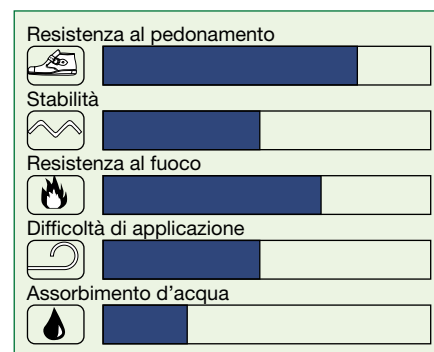 Resistenza al pedonamento
Stabilità
Resistenza al fuoco
Difficoltà di applicazione
Assorbimento d’acqua